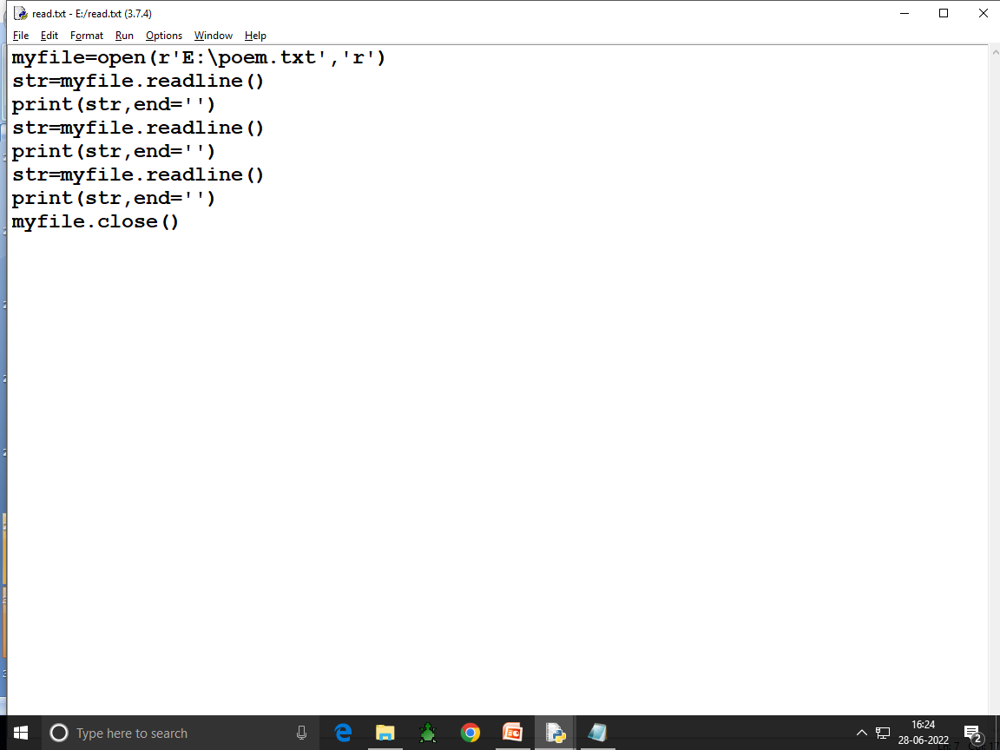 read.txt - E:/read.txt (3.7.4)
File Edit Format Run Options Window Help
myfile=open(r'E:\poem.txt','r')
str=myfile.readline()
print(str,end='')
str=myfile.readline()
print(str,end='')
str=myfile.readline()
print(str,end='')
myfile.close()
Type here to search
16:24
28-06-2022
2